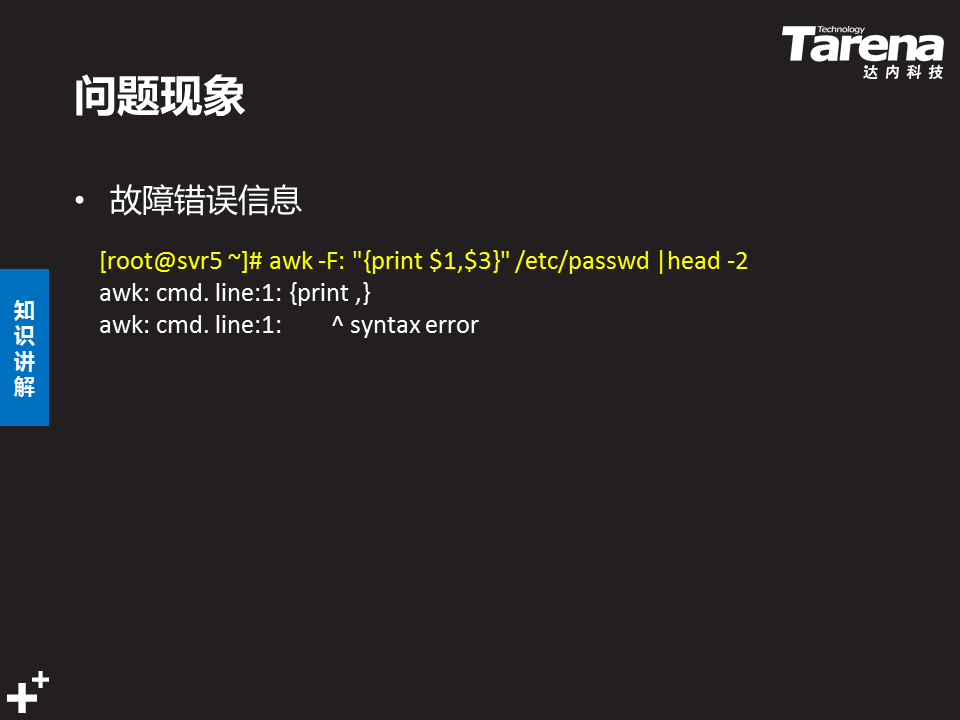 Technology
Tarena
达内科技
问题现象
• 故障错误信息
[root@svr5 ~]# awk -F: "{print $1,$3}" /etc/passwd |head -2
awk: cmd. line:1: {print ,}
awk: cmd. line:1:        ^ syntax error
知
识
讲
解